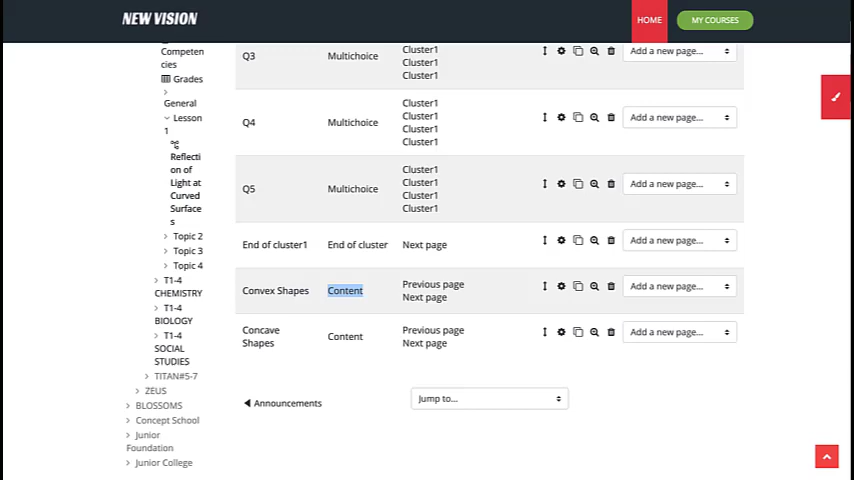 NEW VISION
HOME
MY COURSES
Competen
cies
Grades
General
Lesson
1
Reflecti
on of
Light at
Curved
Surface
s
Topic 2
Topic 3
Topic 4
T1-4
CHEMISTRY
T1-4
BIOLOGY
T1-4
SOCIAL
STUDIES
TITAN#5-7
ZEUS
BLOSSOMS
Concept School
Junior
Foundation
Junior College
Q3 Multichoice
Cluster1
Cluster1
Cluster1
Add a new page...
Q4 Multichoice
Cluster1
Cluster1
Cluster1
Cluster1
Add a new page...
Q5 Multichoice
Cluster1
Cluster1
Cluster1
Cluster1
Add a new page...
End of cluster1 End of cluster Next page Add a new page...
Convex Shapes Content
Previous page
Next page
Add a new page...
Concave
Shapes
Content
Previous page
Next page
Add a new page...
Announcements
Jump to...